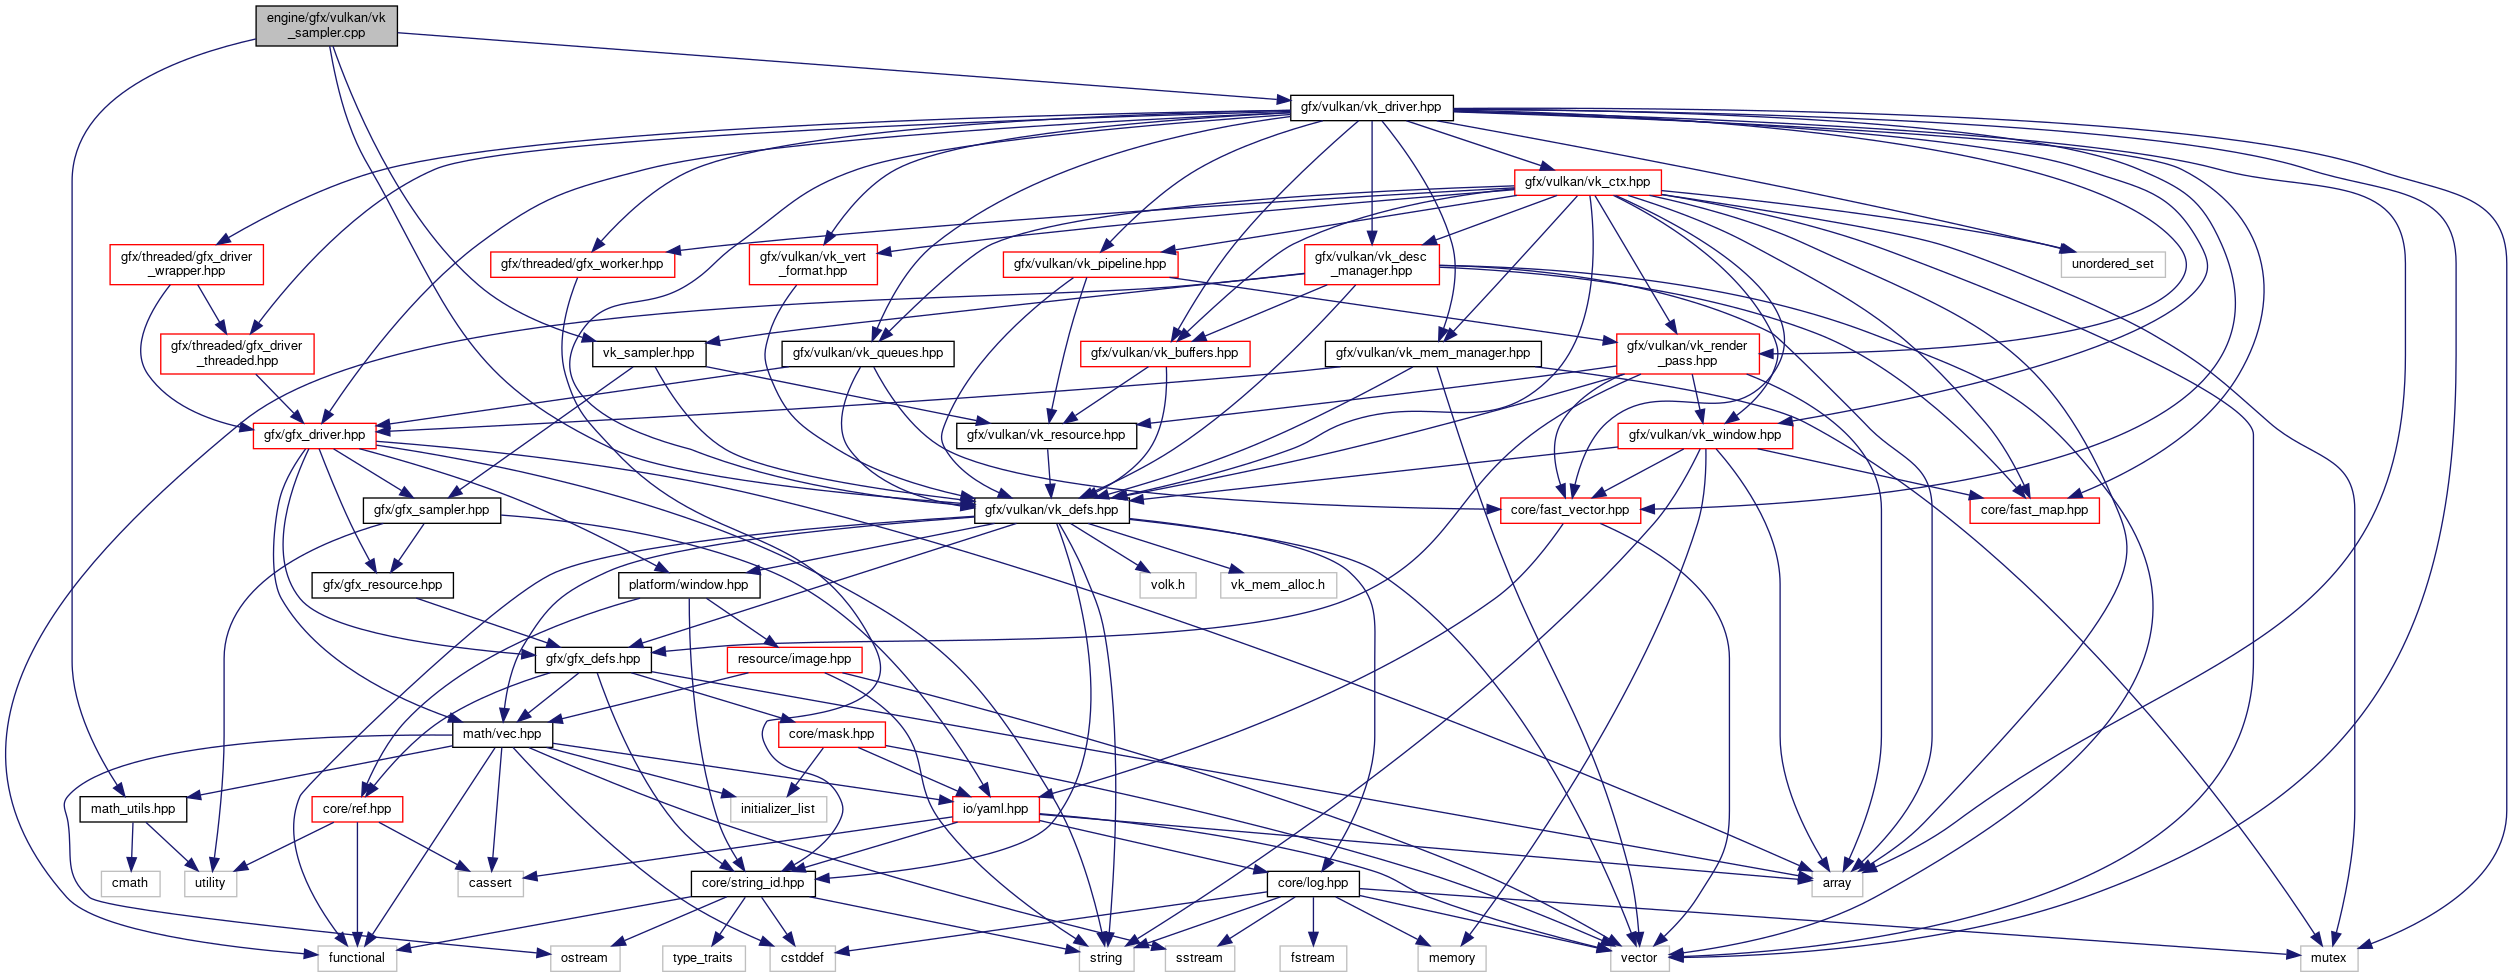 engine/gfx/vulkan/vk
_sampler.cpp
gfx/vulkan/vk_driver.hpp
gfx/vulkan/vk_ctx.hpp
gfx/threaded/gfx_driver
_wrapper.hpp
gfx/threaded/gfx_worker.hpp
gfx/vulkan/vk_vert
_format.hpp
gfx/vulkan/vk_pipeline.hpp
gfx/vulkan/vk_desc
_manager.hpp
unordered_set
gfx/threaded/gfx_driver
_threaded.hpp
vk_sampler.hpp
gfx/vulkan/vk_queues.hpp
gfx/vulkan/vk_buffers.hpp
gfx/vulkan/vk_mem_manager.hpp
gfx/vulkan/vk_render
_pass.hpp
gfx/gfx_driver.hpp
gfx/vulkan/vk_resource.hpp
gfx/vulkan/vk_window.hpp
gfx/gfx_sampler.hpp
gfx/vulkan/vk_defs.hpp
core/fast_vector.hpp
core/fast_map.hpp
gfx/gfx_resource.hpp
platform/window.hpp
volk.h
vk_mem_alloc.h
gfx/gfx_defs.hpp
resource/image.hpp
math/vec.hpp
core/mask.hpp
math_utils.hpp
core/ref.hpp
initializer_list
io/yaml.hpp
cmath
utility
cassert
core/string_id.hpp
core/log.hpp
array
functional
ostream
type_traits
cstddef
string
sstream
fstream
memory
vector
mutex